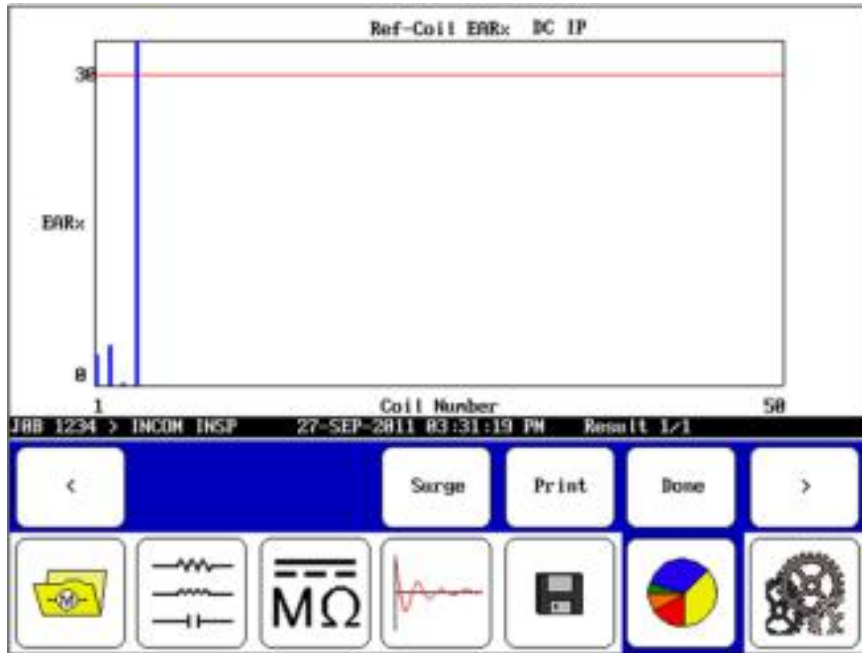 Ref-Coil EARx DC IP
30
EARx
0
1 Coil Number 50
JOB 1234 > INCOM INSP 27-SEP-2011 03:31:19 PM Result 1/1
< Surge Print Done >
M
MΩ